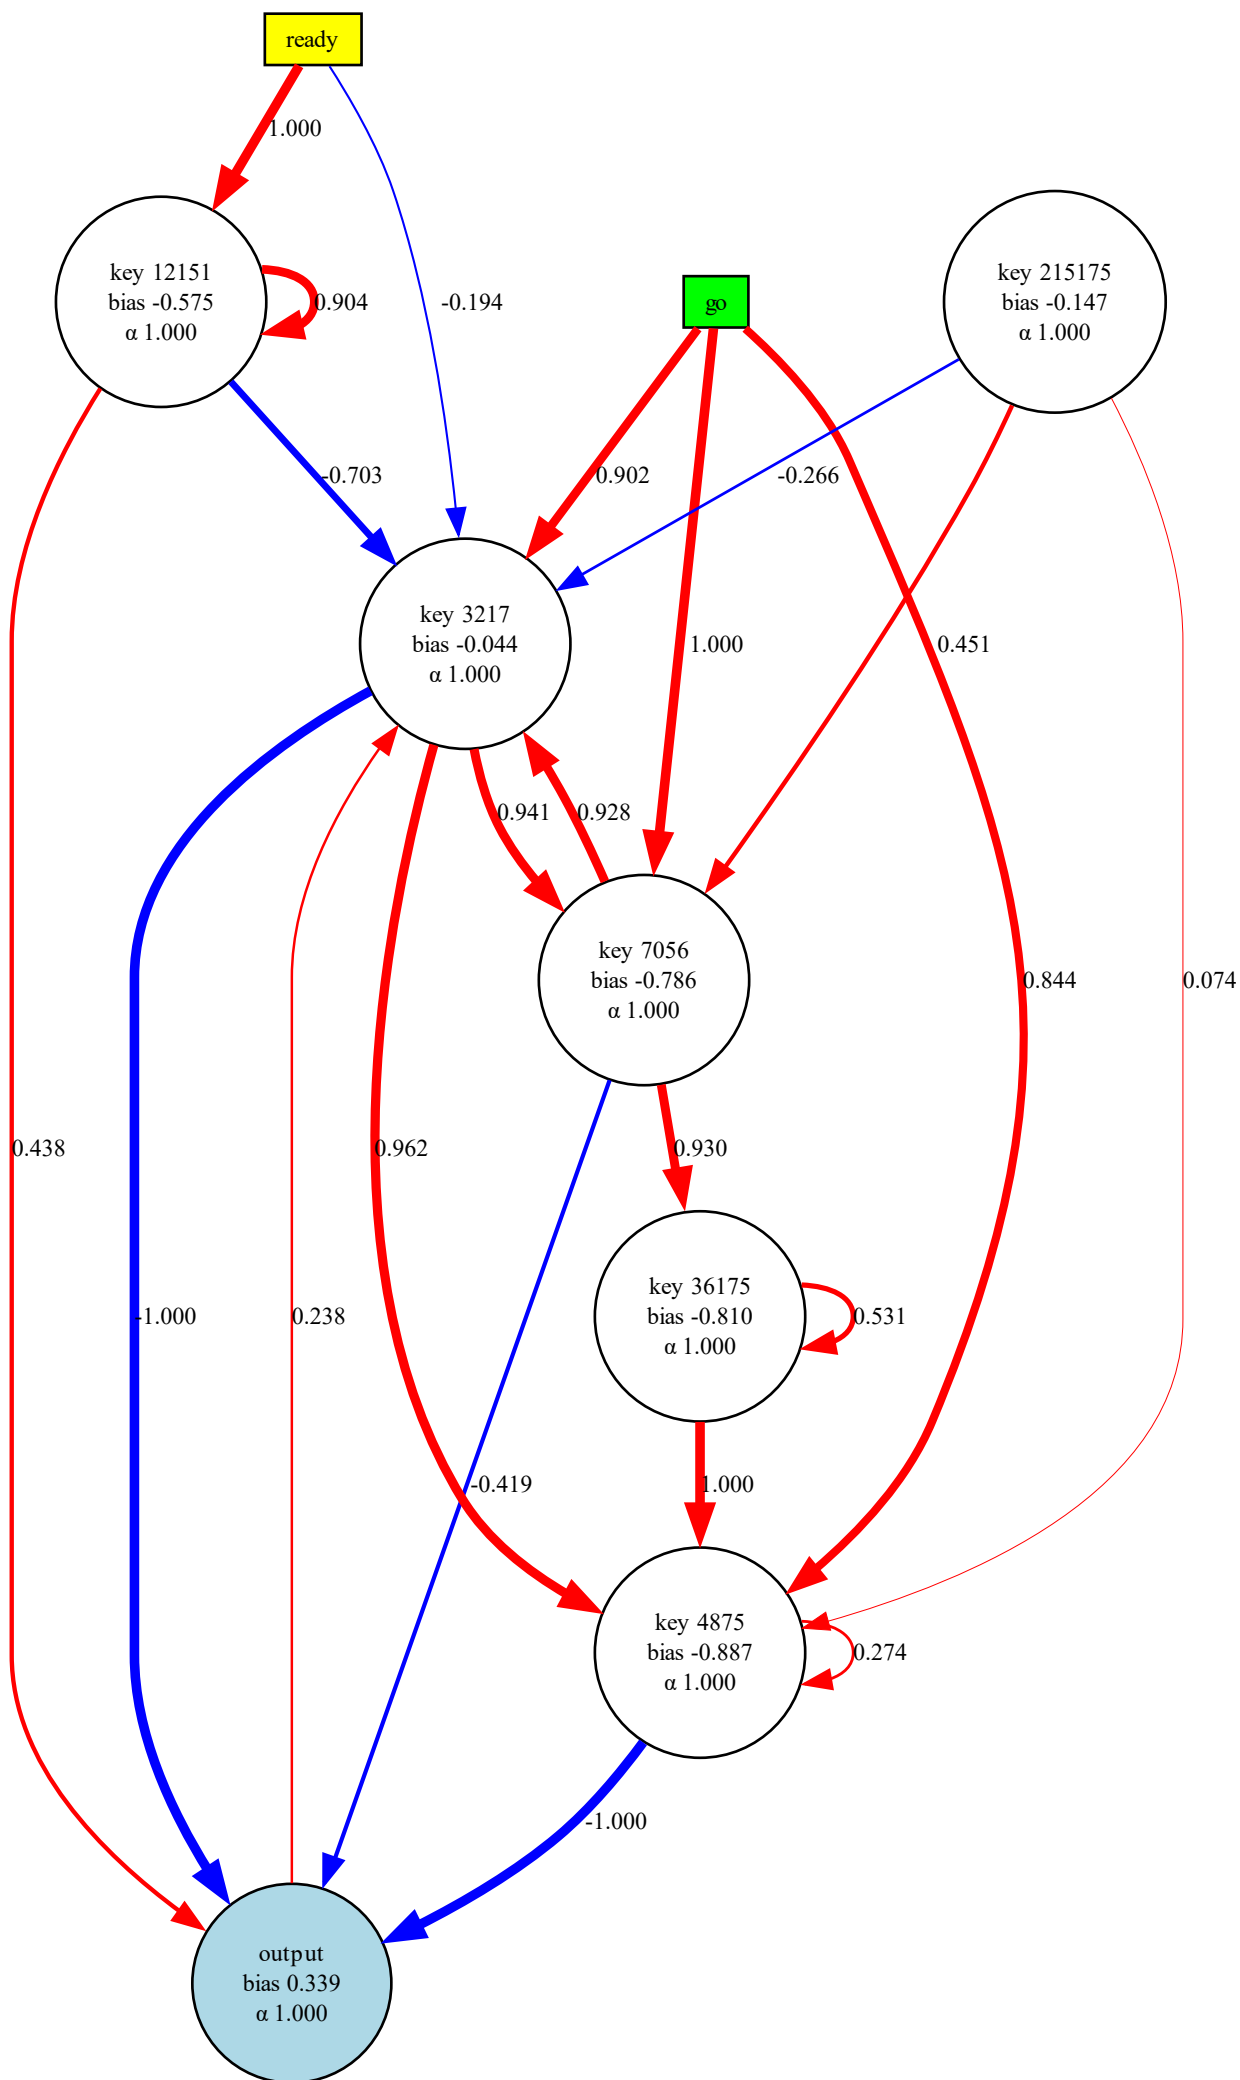 ready
1.000
key 12151
bias -0.575
α 1.000
0.904
-0.194
go
key 215175
bias -0.147
α 1.000
-0.703
0.902
-0.266
key 3217
bias -0.044
α 1.000
1.000
0.451
0.941
0.928
key 7056
bias -0.786
α 1.000
0.844
0.074
0.438
0.962
0.930
key 36175
bias -0.810
α 1.000
-1.000
0.238
0.531
-0.419
1.000
key 4875
bias -0.887
α 1.000
0.274
-1.000
output
bias 0.339
α 1.000